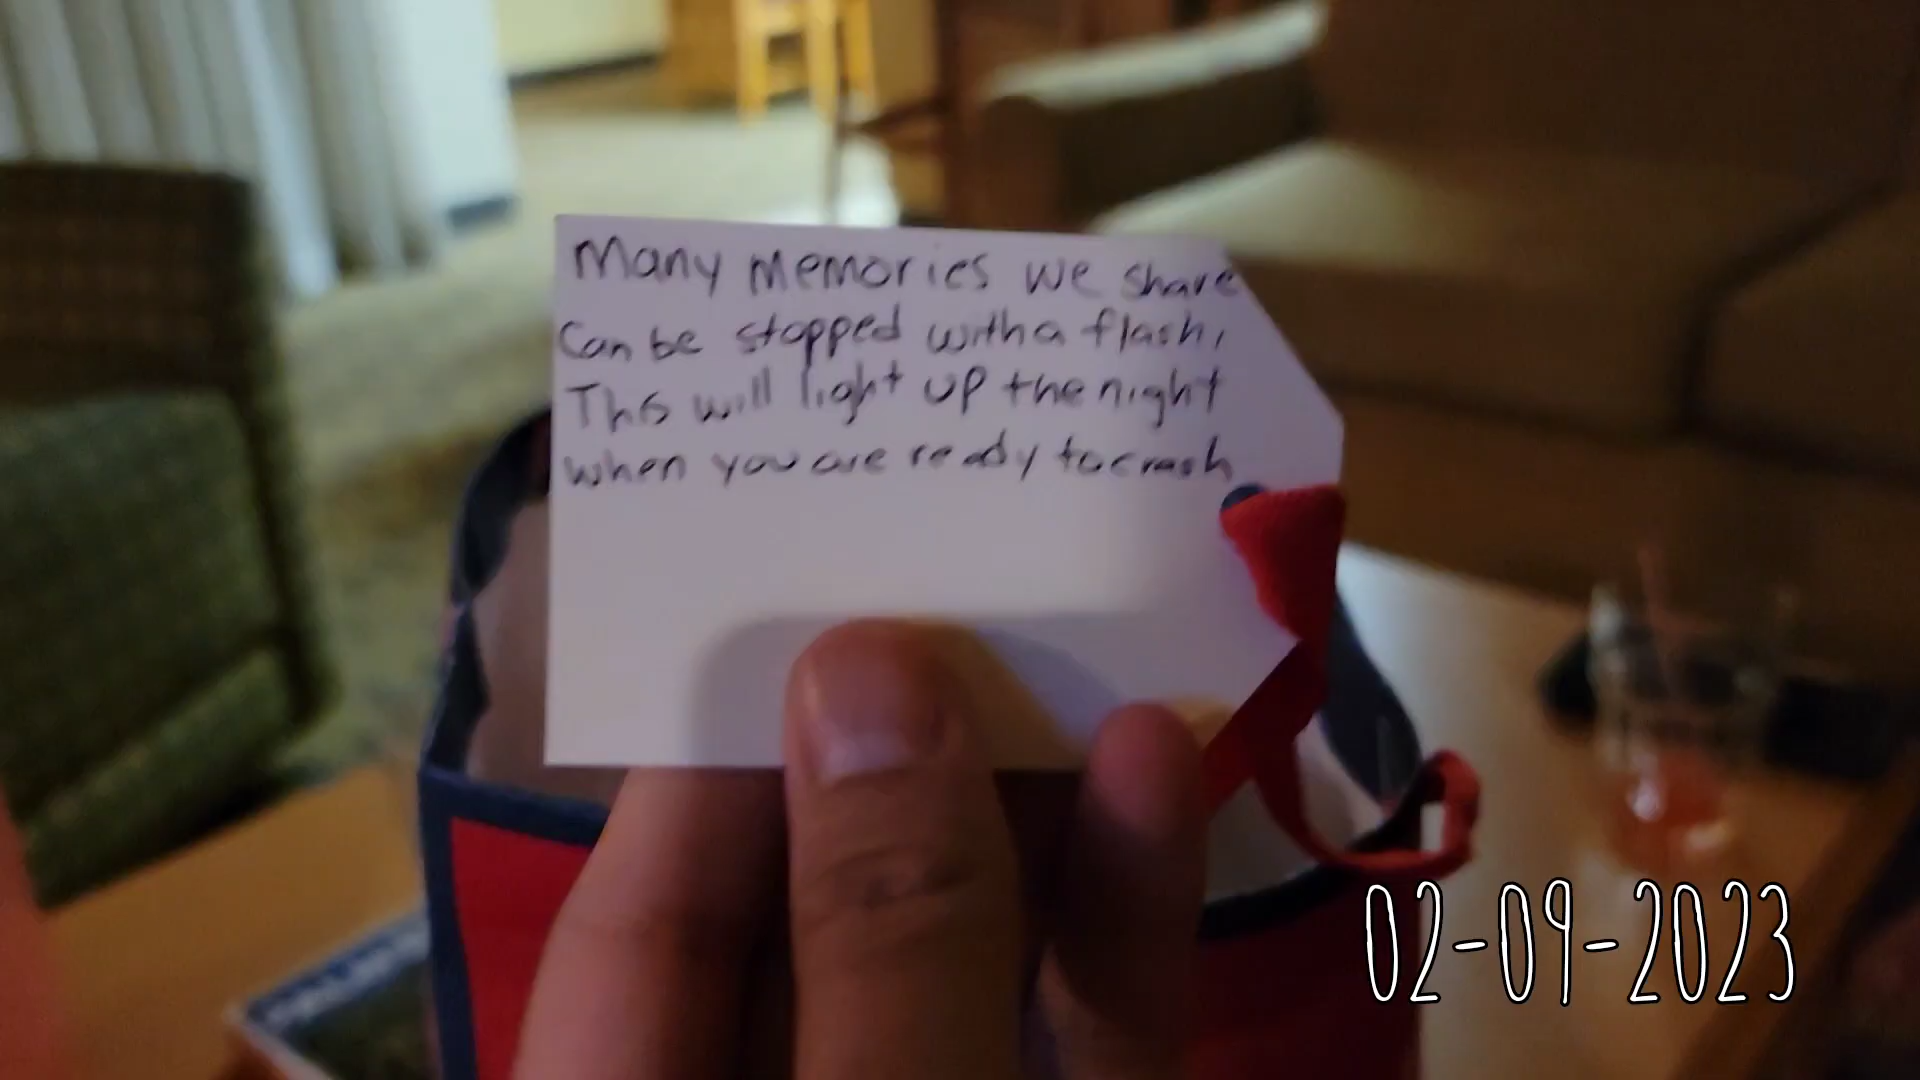 Many memories we share
Can be stopped with a flash,
This will light up the night
when you are ready to crash
02-09-2023